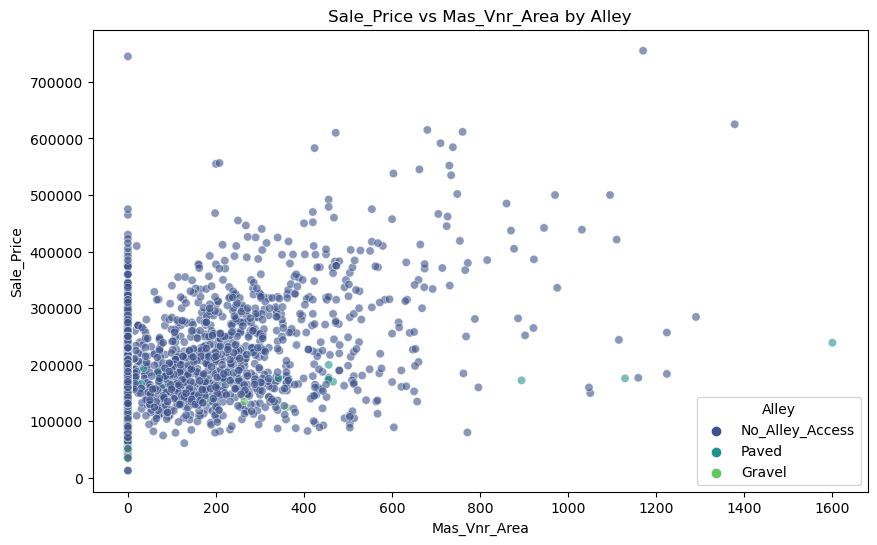 Sale_Price vs Mas_Vnr_Area by Alley
Sale_Price
700000
600000
500000
400000
300000
200000
100000
0
0 200 400 600 800 1000 1200 1400 1600
Mas_Vnr_Area
Alley
No_Alley_Access
Paved
Gravel